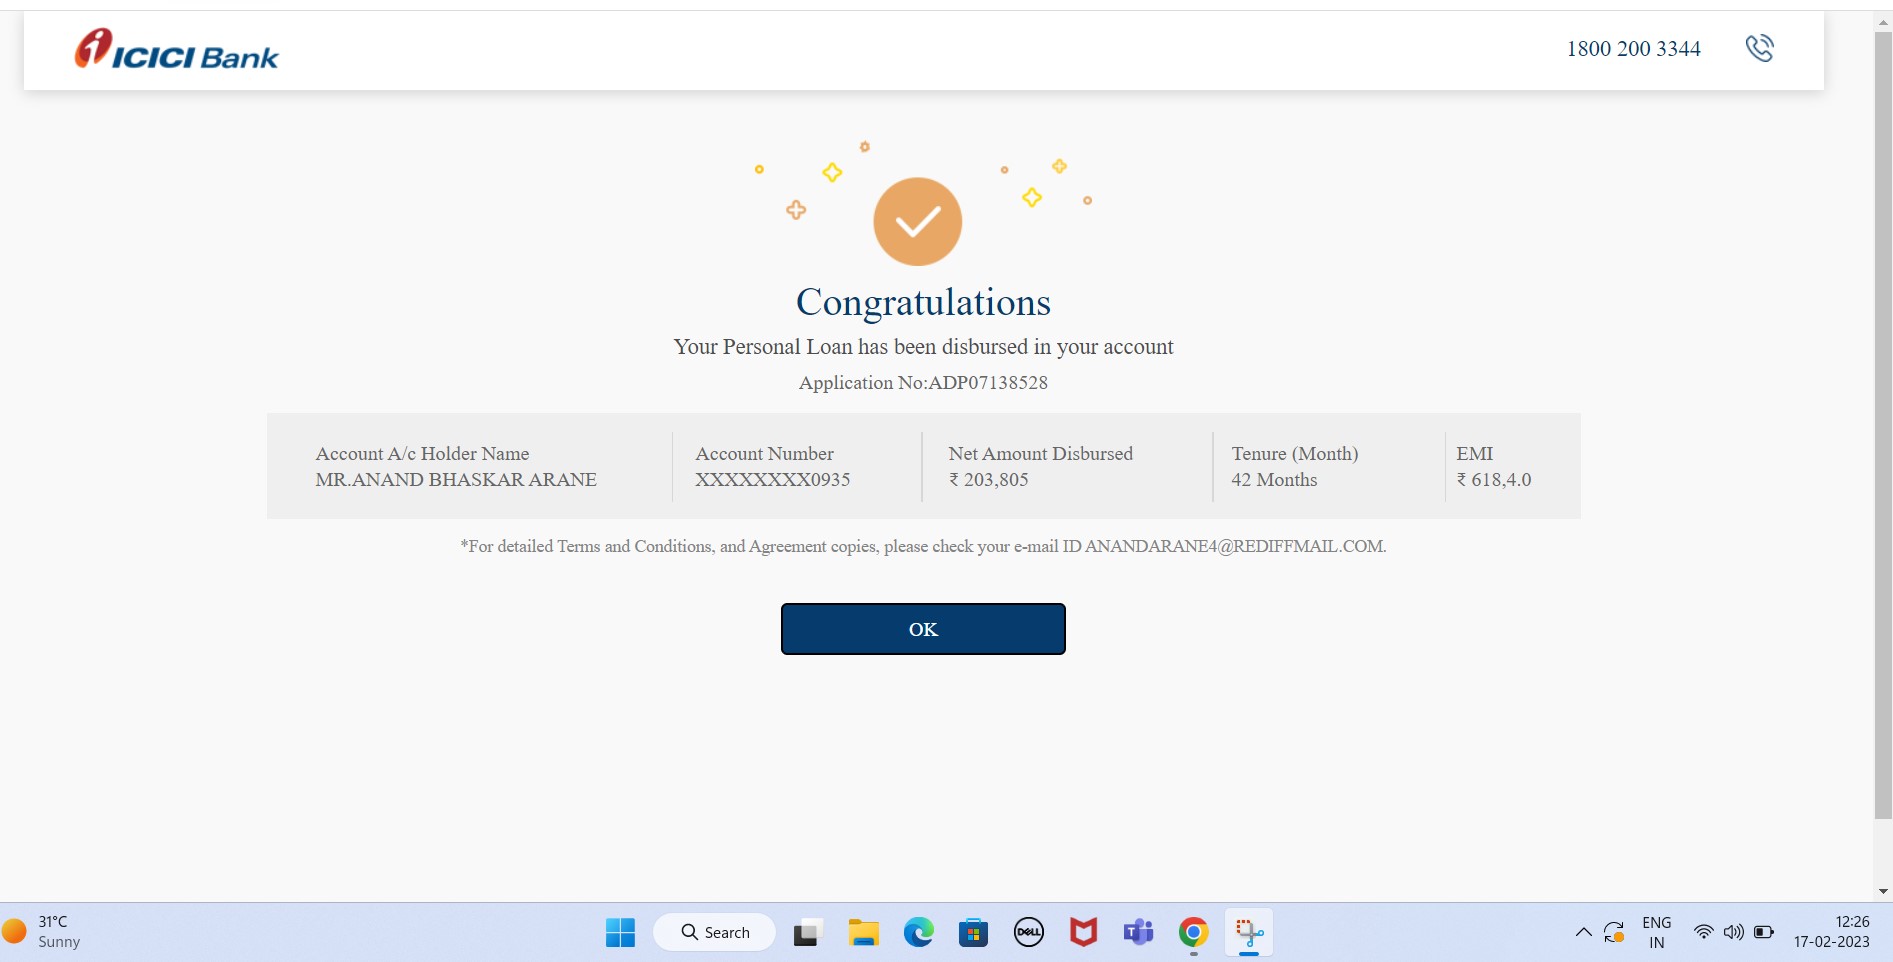 ICICI Bank
1800 200 3344
Congratulations
Your Personal Loan has been disbursed in your account
Application No:ADP07138528
Account A/c Holder Name
MR.ANAND BHASKAR ARANE
Account Number
XXXXXXXX0935
Net Amount Disbursed
₹ 203,805
Tenure (Month)
42 Months
EMI
₹ 618,4.0
*For detailed Terms and Conditions, and Agreement copies, please check your e-mail ID ANANDARANE4@REDIFFMAIL.COM.
OK
31°C
Sunny
Search
DELL
ENG
IN
12:26
17-02-2023